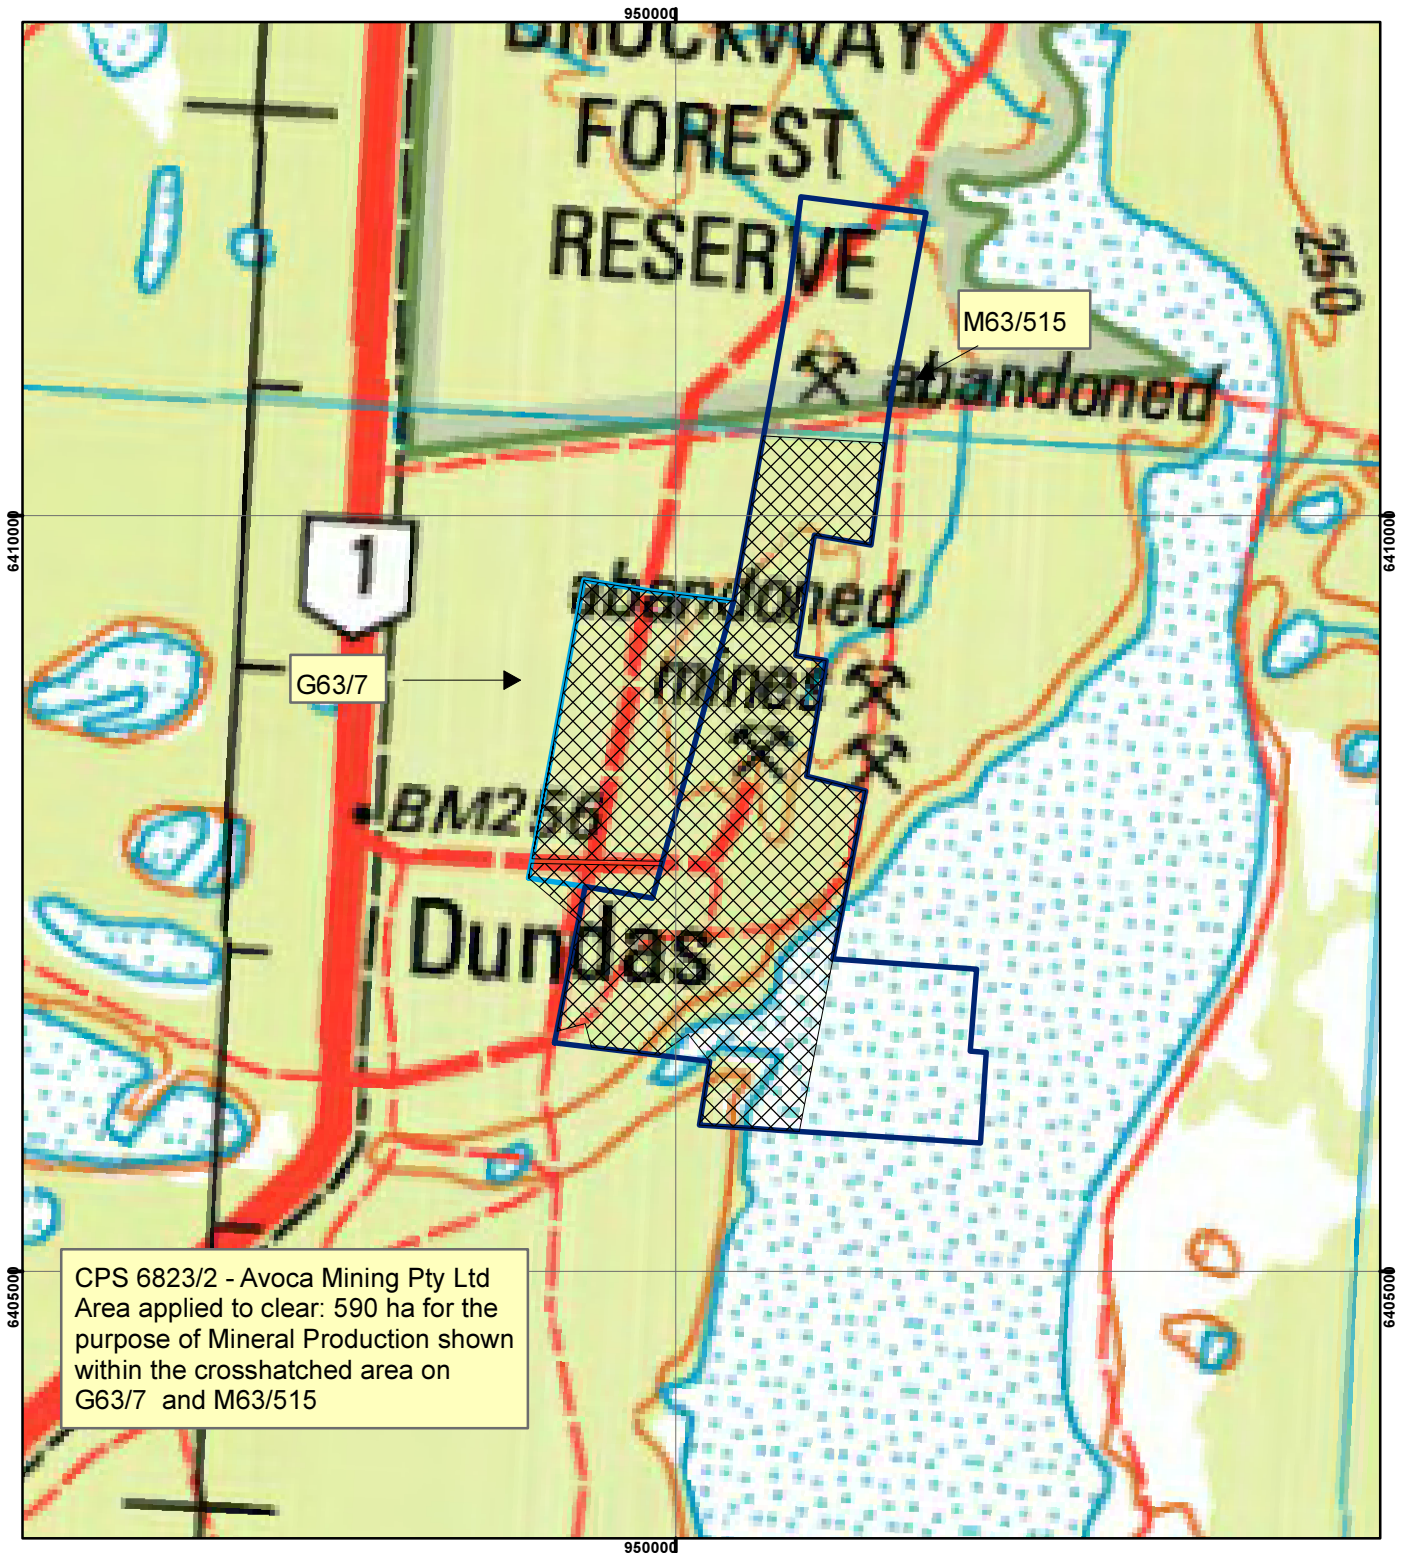 950000
BROCKWAY
FOREST
RESERVE
250
M63/515
abandoned
6410000
6410000
1
abandoned
G63/7
mines
BM256
Dundas
CPS 6823/2 - Avoca Mining Pty Ltd
Area applied to clear: 590 ha for the
purpose of Mineral Production shown
within the crosshatched area on
G63/7 and M63/515
6405000
6405000
950000